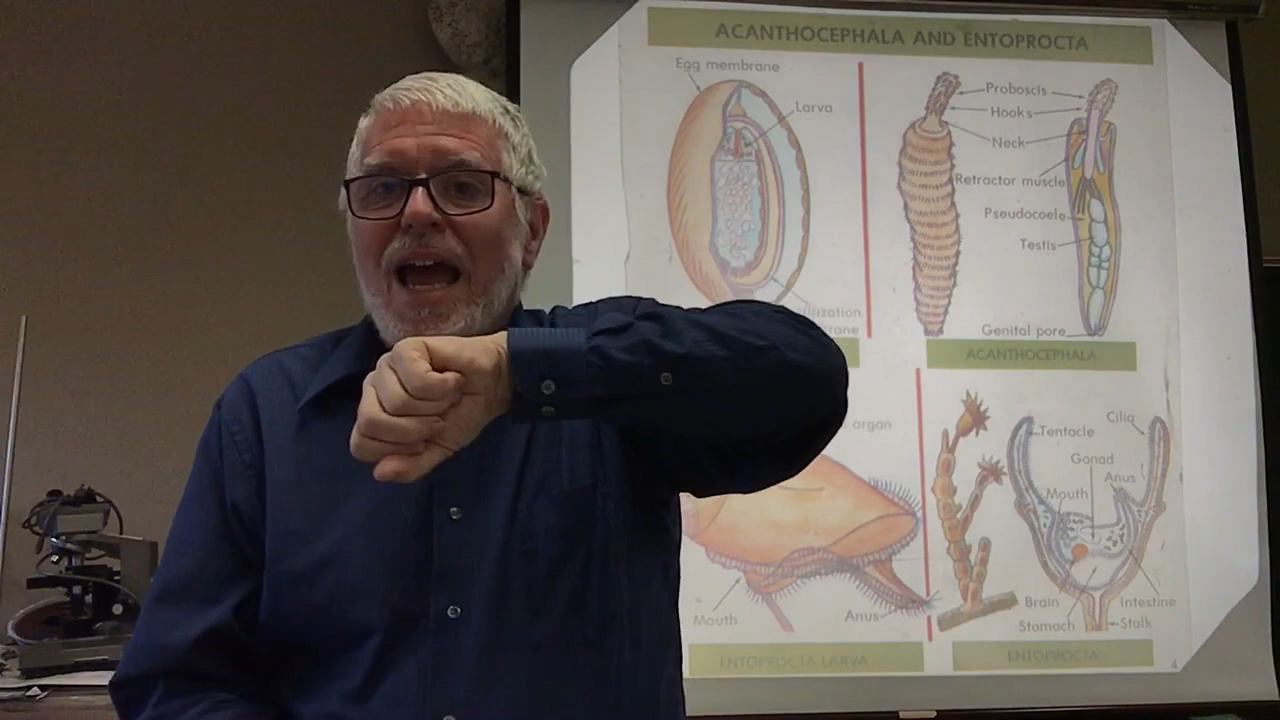 ACANTHOCEPHALA AND ENTOPROCTA
Egg membrane
Larva
Proboscis
Hooks
Neck
Retractor muscle
Pseudocoele
Testis
Genital pore
ACANTHOCEPHALA
organ
Mouth
Anus
ENTOPROCTA LARVA
Tentacle
Cilia
Gonad
Anus
Mouth
Brain
Intestine
Stomach
Stalk
ENTOPROCTA
4